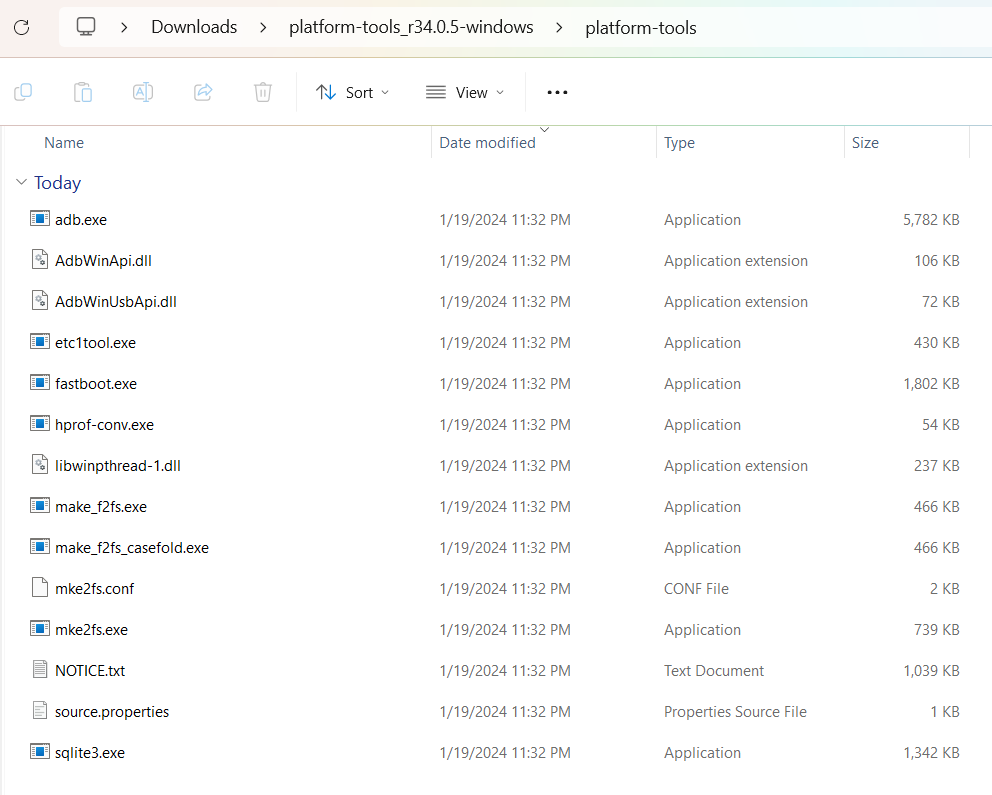 Downloads > platform-tools_r34.0.5-windows > platform-tools
Sort View
Name Date modified Type Size
Today
adb.exe 1/19/2024 11:32 PM Application 5,782 KB
AdbWinApi.dll 1/19/2024 11:32 PM Application extension 106 KB
AdbWinUsbApi.dll 1/19/2024 11:32 PM Application extension 72 KB
etc1tool.exe 1/19/2024 11:32 PM Application 430 KB
fastboot.exe 1/19/2024 11:32 PM Application 1,802 KB
hprof-conv.exe 1/19/2024 11:32 PM Application 54 KB
libwinpthread-1.dll 1/19/2024 11:32 PM Application extension 237 KB
make_f2fs.exe 1/19/2024 11:32 PM Application 466 KB
make_f2fs_casefold.exe 1/19/2024 11:32 PM Application 466 KB
mke2fs.conf 1/19/2024 11:32 PM CONF File 2 KB
mke2fs.exe 1/19/2024 11:32 PM Application 739 KB
NOTICE.txt 1/19/2024 11:32 PM Text Document 1,039 KB
source.properties 1/19/2024 11:32 PM Properties Source File 1 KB
sqlite3.exe 1/19/2024 11:32 PM Application 1,342 KB